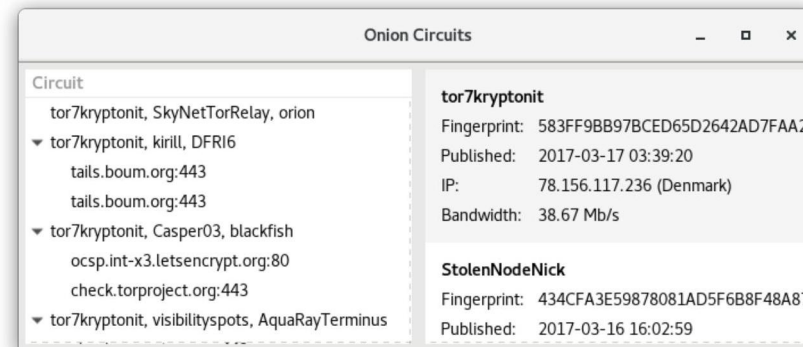 Onion Circuits
Circuit
tor7kryptonit, SkyNetTorRelay, orion
tor7kryptonit, kirill, DFRI6
tails.boum.org:443
tails.boum.org:443
tor7kryptonit, Casper03, blackfish
ocsp.int-x3.letsencrypt.org:80
check.torproject.org:443
tor7kryptonit, visibilityspots, AquaRayTerminus
tor7kryptonit
Fingerprint: 583FF9BB97BCED65D2642AD7FAA2
Published: 2017-03-17 03:39:20
IP: 78.156.117.236 (Denmark)
Bandwidth: 38.67 Mb/s
StolenNodeNick
Fingerprint: 434CFA3E59878081AD5F6B8F48A8
Published: 2017-03-16 16:02:59